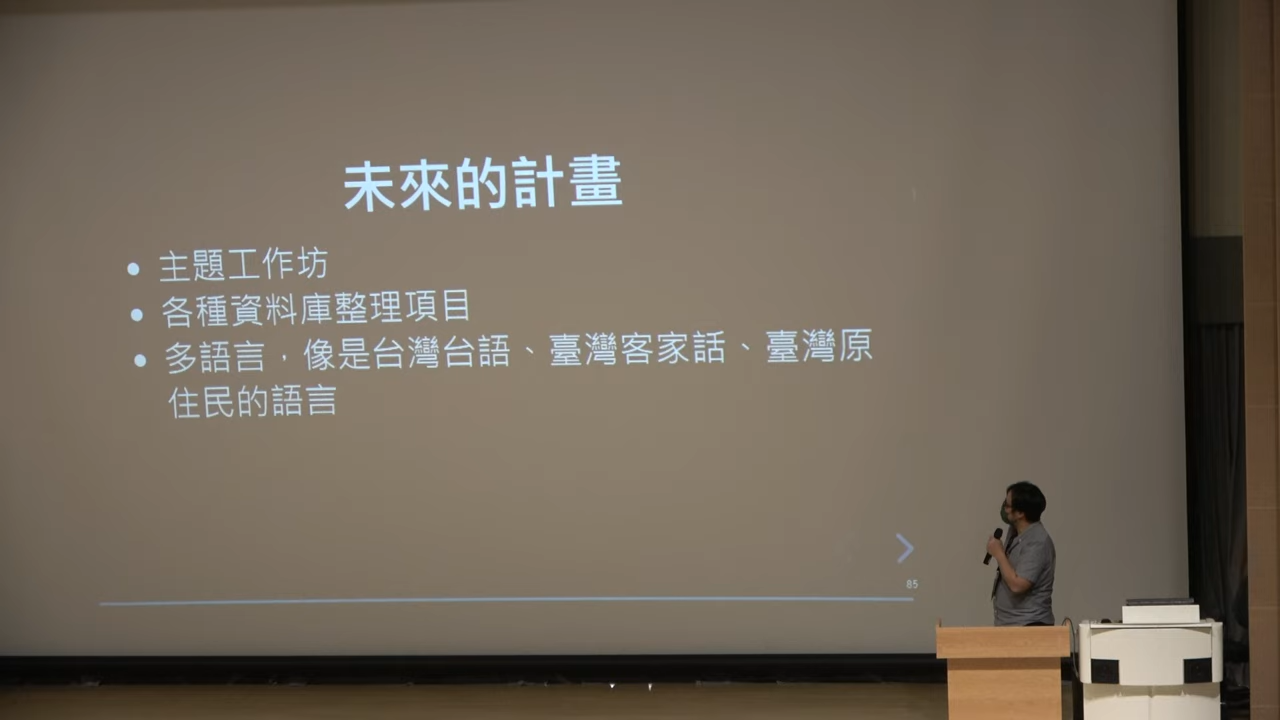 未來的計畫
● 主題工作坊
● 各種資料庫整理項目
● 多語言，像是台灣台語、臺灣客家話、臺灣原
住民的語言
85